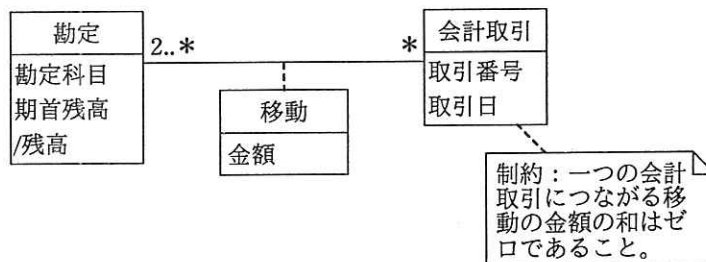 勘定
勘定科目
期首残高
/残高
2..*
*
移動
金額
会計取引
取引番号
取引日
制約：一つの会計
取引につながる移
動の金額の和はゼ
ロであること。